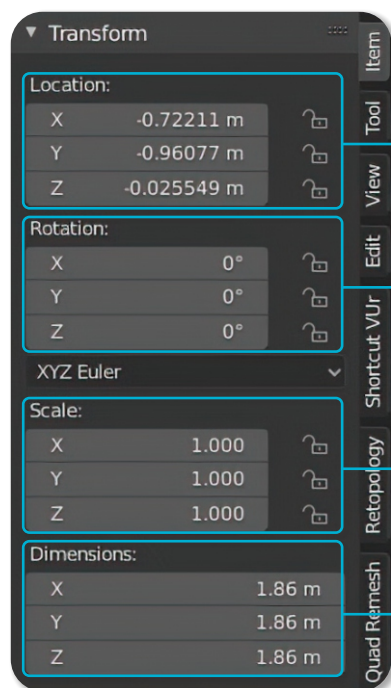 Transform
Location:
X -0.72211 m
Y -0.96077 m
Z -0.025549 m
Rotation:
X 0°
Y 0°
Z 0°
XYZ Euler
Scale:
X 1.000
Y 1.000
Z 1.000
Dimensions:
X 1.86 m
Y 1.86 m
Z 1.86 m
Item
Tool
View
Edit
Shortcut VUr
Retopology
Quad Remesh